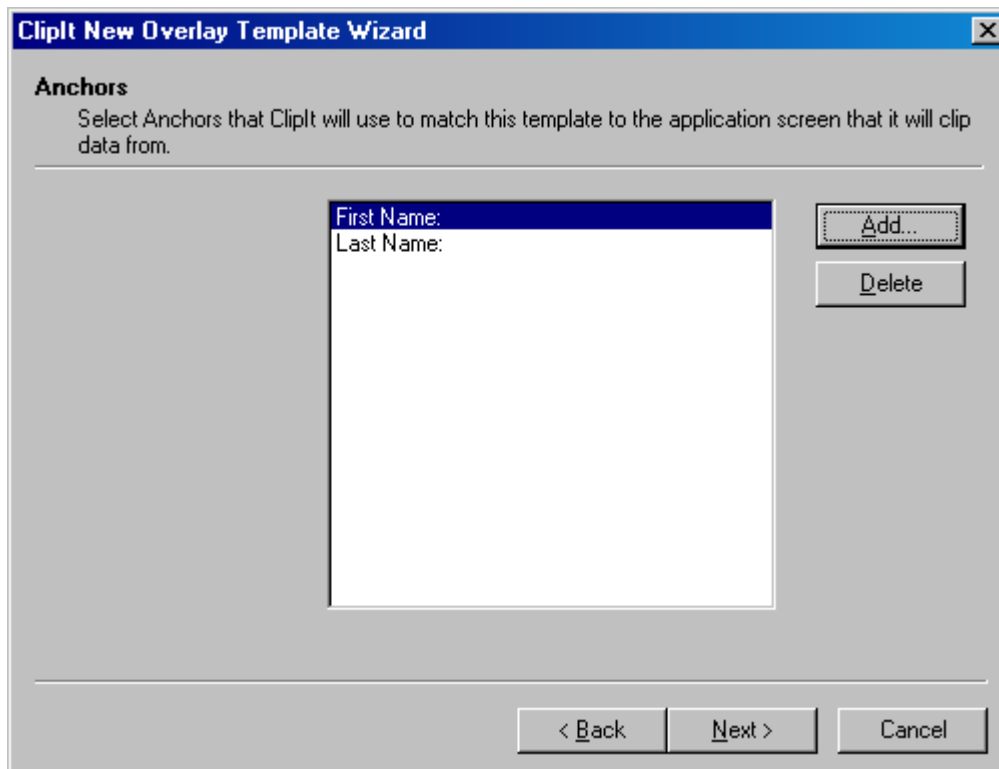 ClipIt New Overlay Template Wizard
Anchors
Select Anchors that ClipIt will use to match this template to the application screen that it will clip
data from.
First Name:
Last Name:
Add...
Delete
< Back
Next >
Cancel